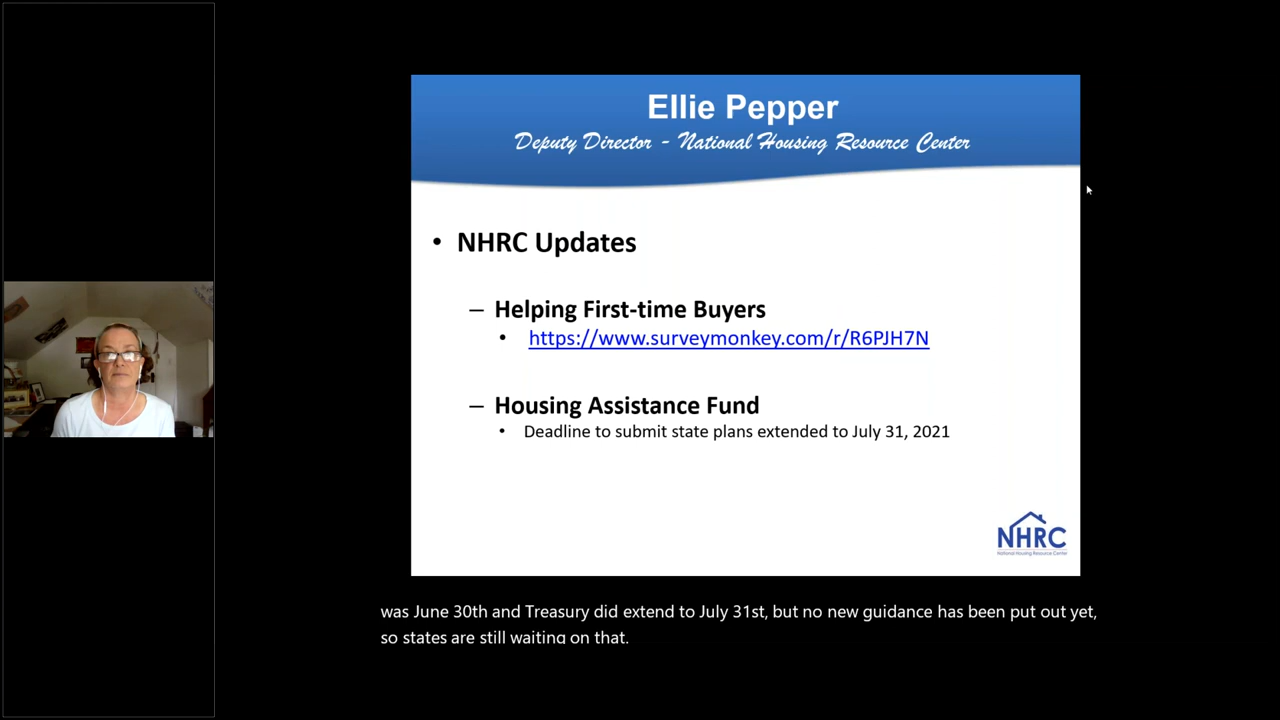 Ellie Pepper
Deputy Director - National Housing Resource Center
• NHRC Updates
– Helping First-time Buyers
• https://www.surveymonkey.com/r/R6PJH7N
– Housing Assistance Fund
• Deadline to submit state plans extended to July 31, 2021
NHRC
National Housing Resource Center
was June 30th and Treasury did extend to July 31st, but no new guidance has been put out yet,
so states are still waiting on that.